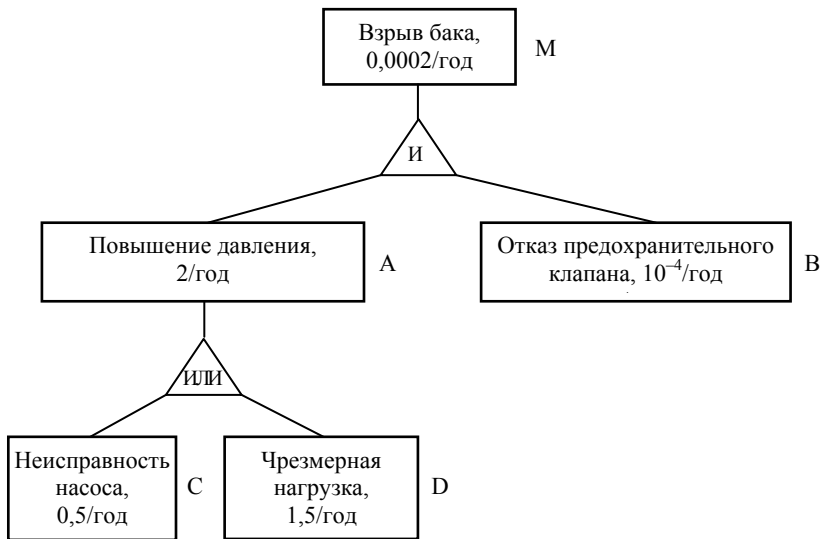 Взрыв бака,
0,0002/год
М
И
Повышение давления,
2/год
А
Отказ предохранительного
клапана, 10⁻⁴/год
В
ИЛИ
Неисправность
насоса,
0,5/год
С
Чрезмерная
нагрузка,
1,5/год
D